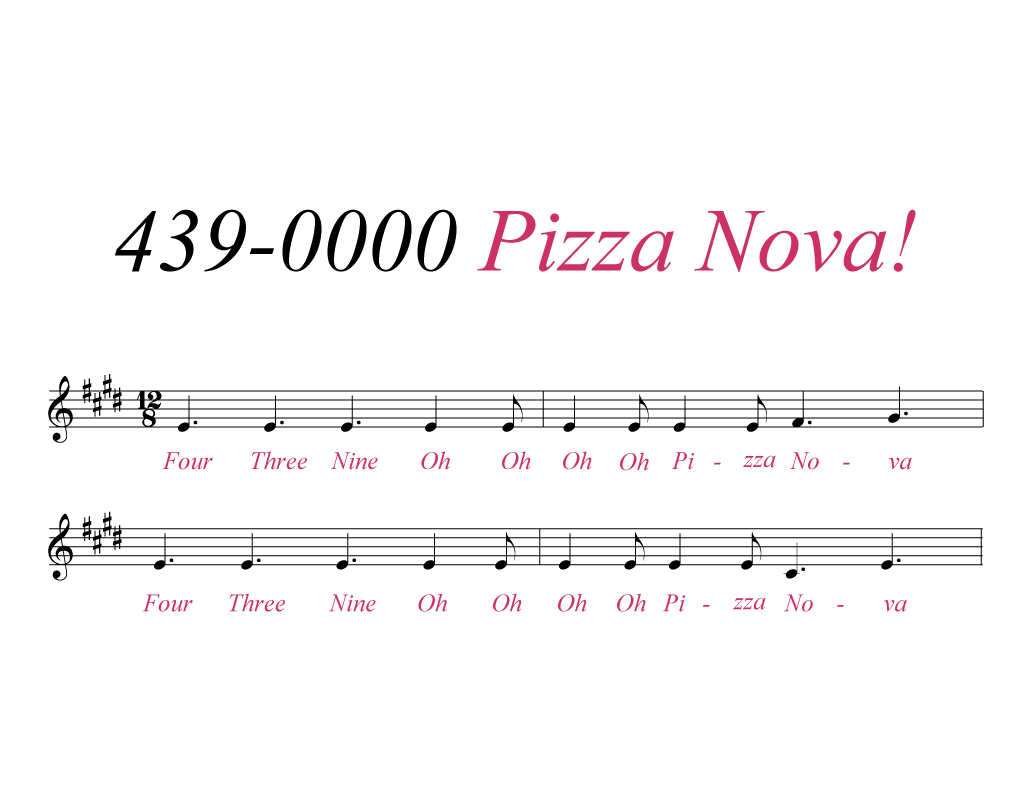 439-0000 Pizza Nova!
12
8
Four Three Nine Oh Oh Oh Oh Pi - zza No - va
Four Three Nine Oh Oh Oh Oh Pi - zza No - va